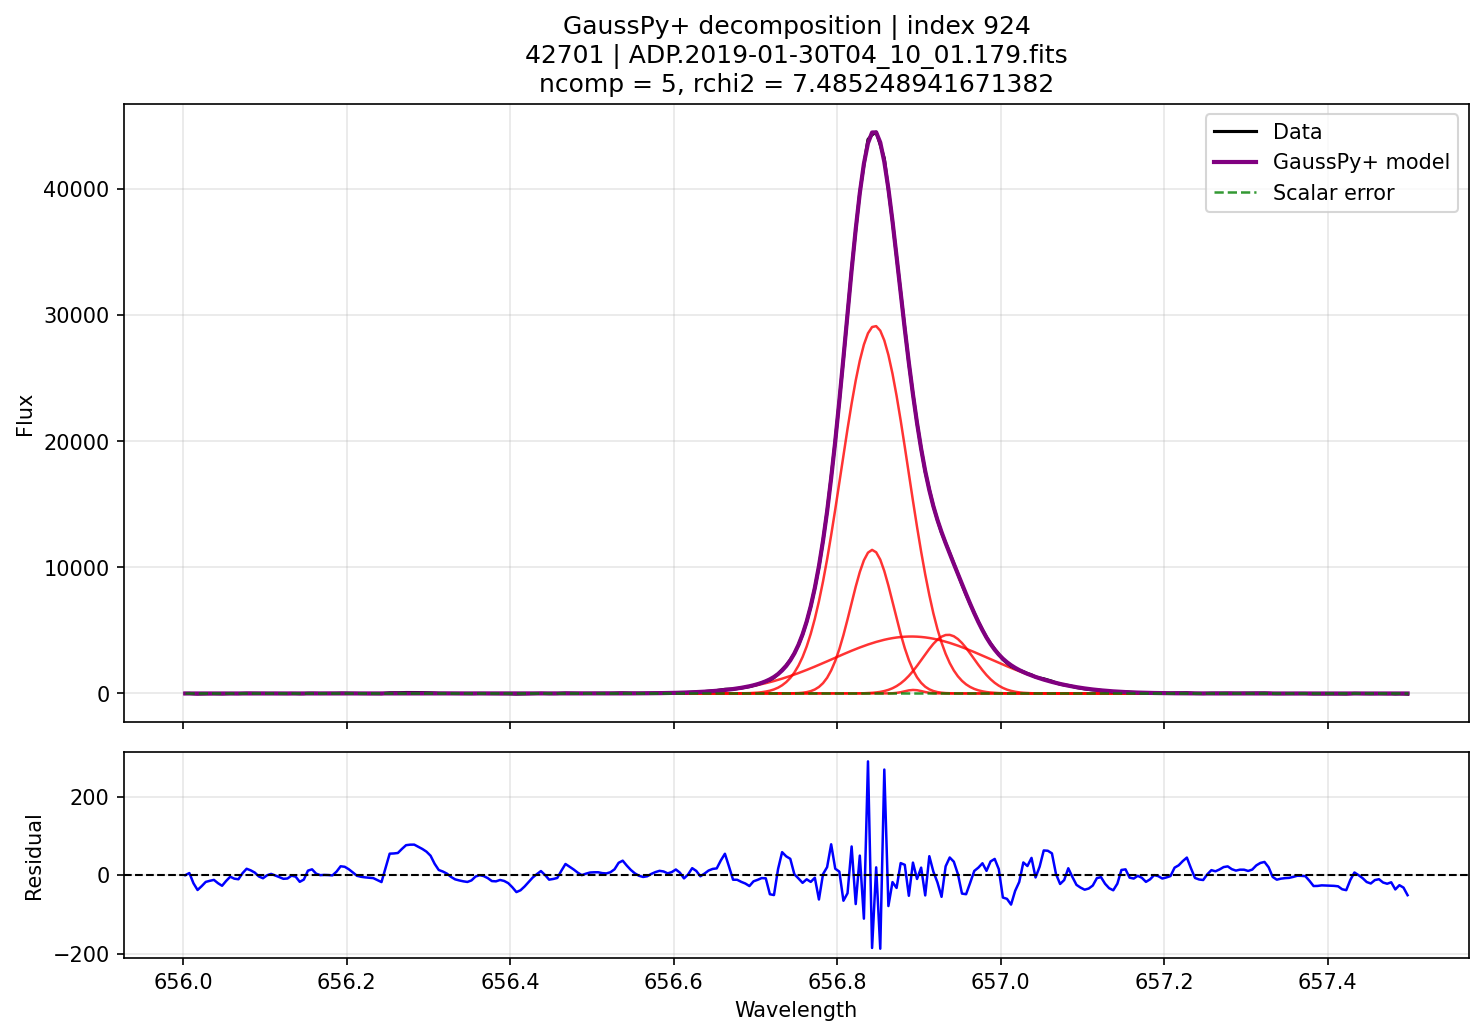 GaussPy+ decomposition | index 924
42701 | ADP.2019-01-30T04_10_01.179.fits
ncomp = 5, rchi2 = 7.485248941671382
Data
GaussPy+ model
Scalar error
Flux
40000
30000
20000
10000
0
Residual
200
0
−200
656.0 656.2 656.4 656.6 656.8 657.0 657.2 657.4
Wavelength